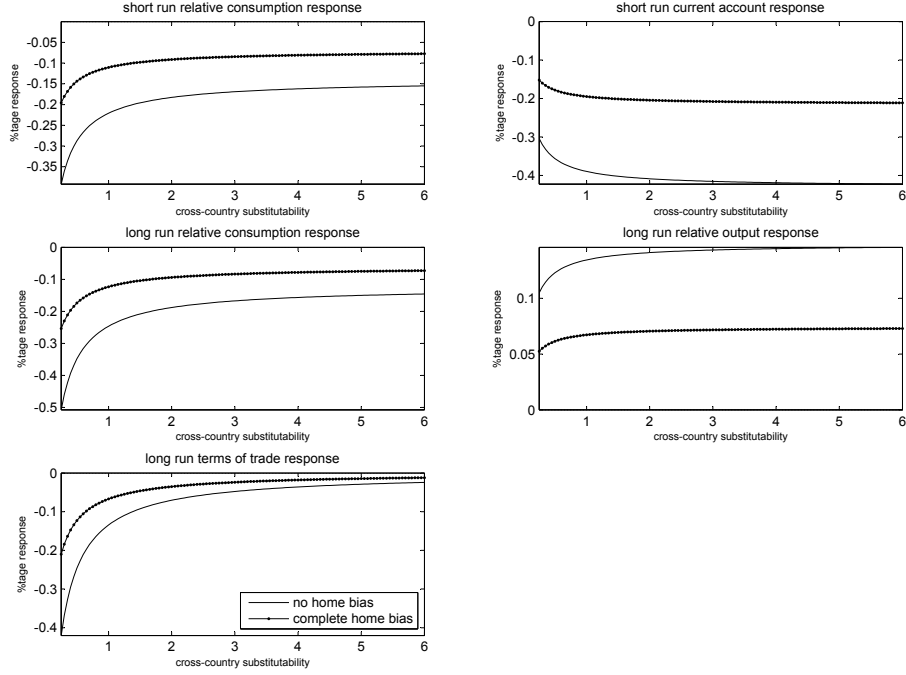 short run relative consumption response
%tage response
-0.05
-0.1
-0.15
-0.2
-0.25
-0.3
-0.35
1 2 3 4 5 6
cross-country substitutability
short run current account response
%tage response
0
-0.1
-0.2
-0.3
-0.4
1 2 3 4 5 6
cross-country substitutability
long run relative consumption response
%tage response
0
-0.1
-0.2
-0.3
-0.4
-0.5
1 2 3 4 5 6
cross-country substitutability
long run relative output response
%tage response
0.1
0.05
0
1 2 3 4 5 6
cross-country substitutability
long run terms of trade response
%tage response
0
-0.1
-0.2
-0.3
-0.4
1 2 3 4 5 6
cross-country substitutability
no home bias
complete home bias